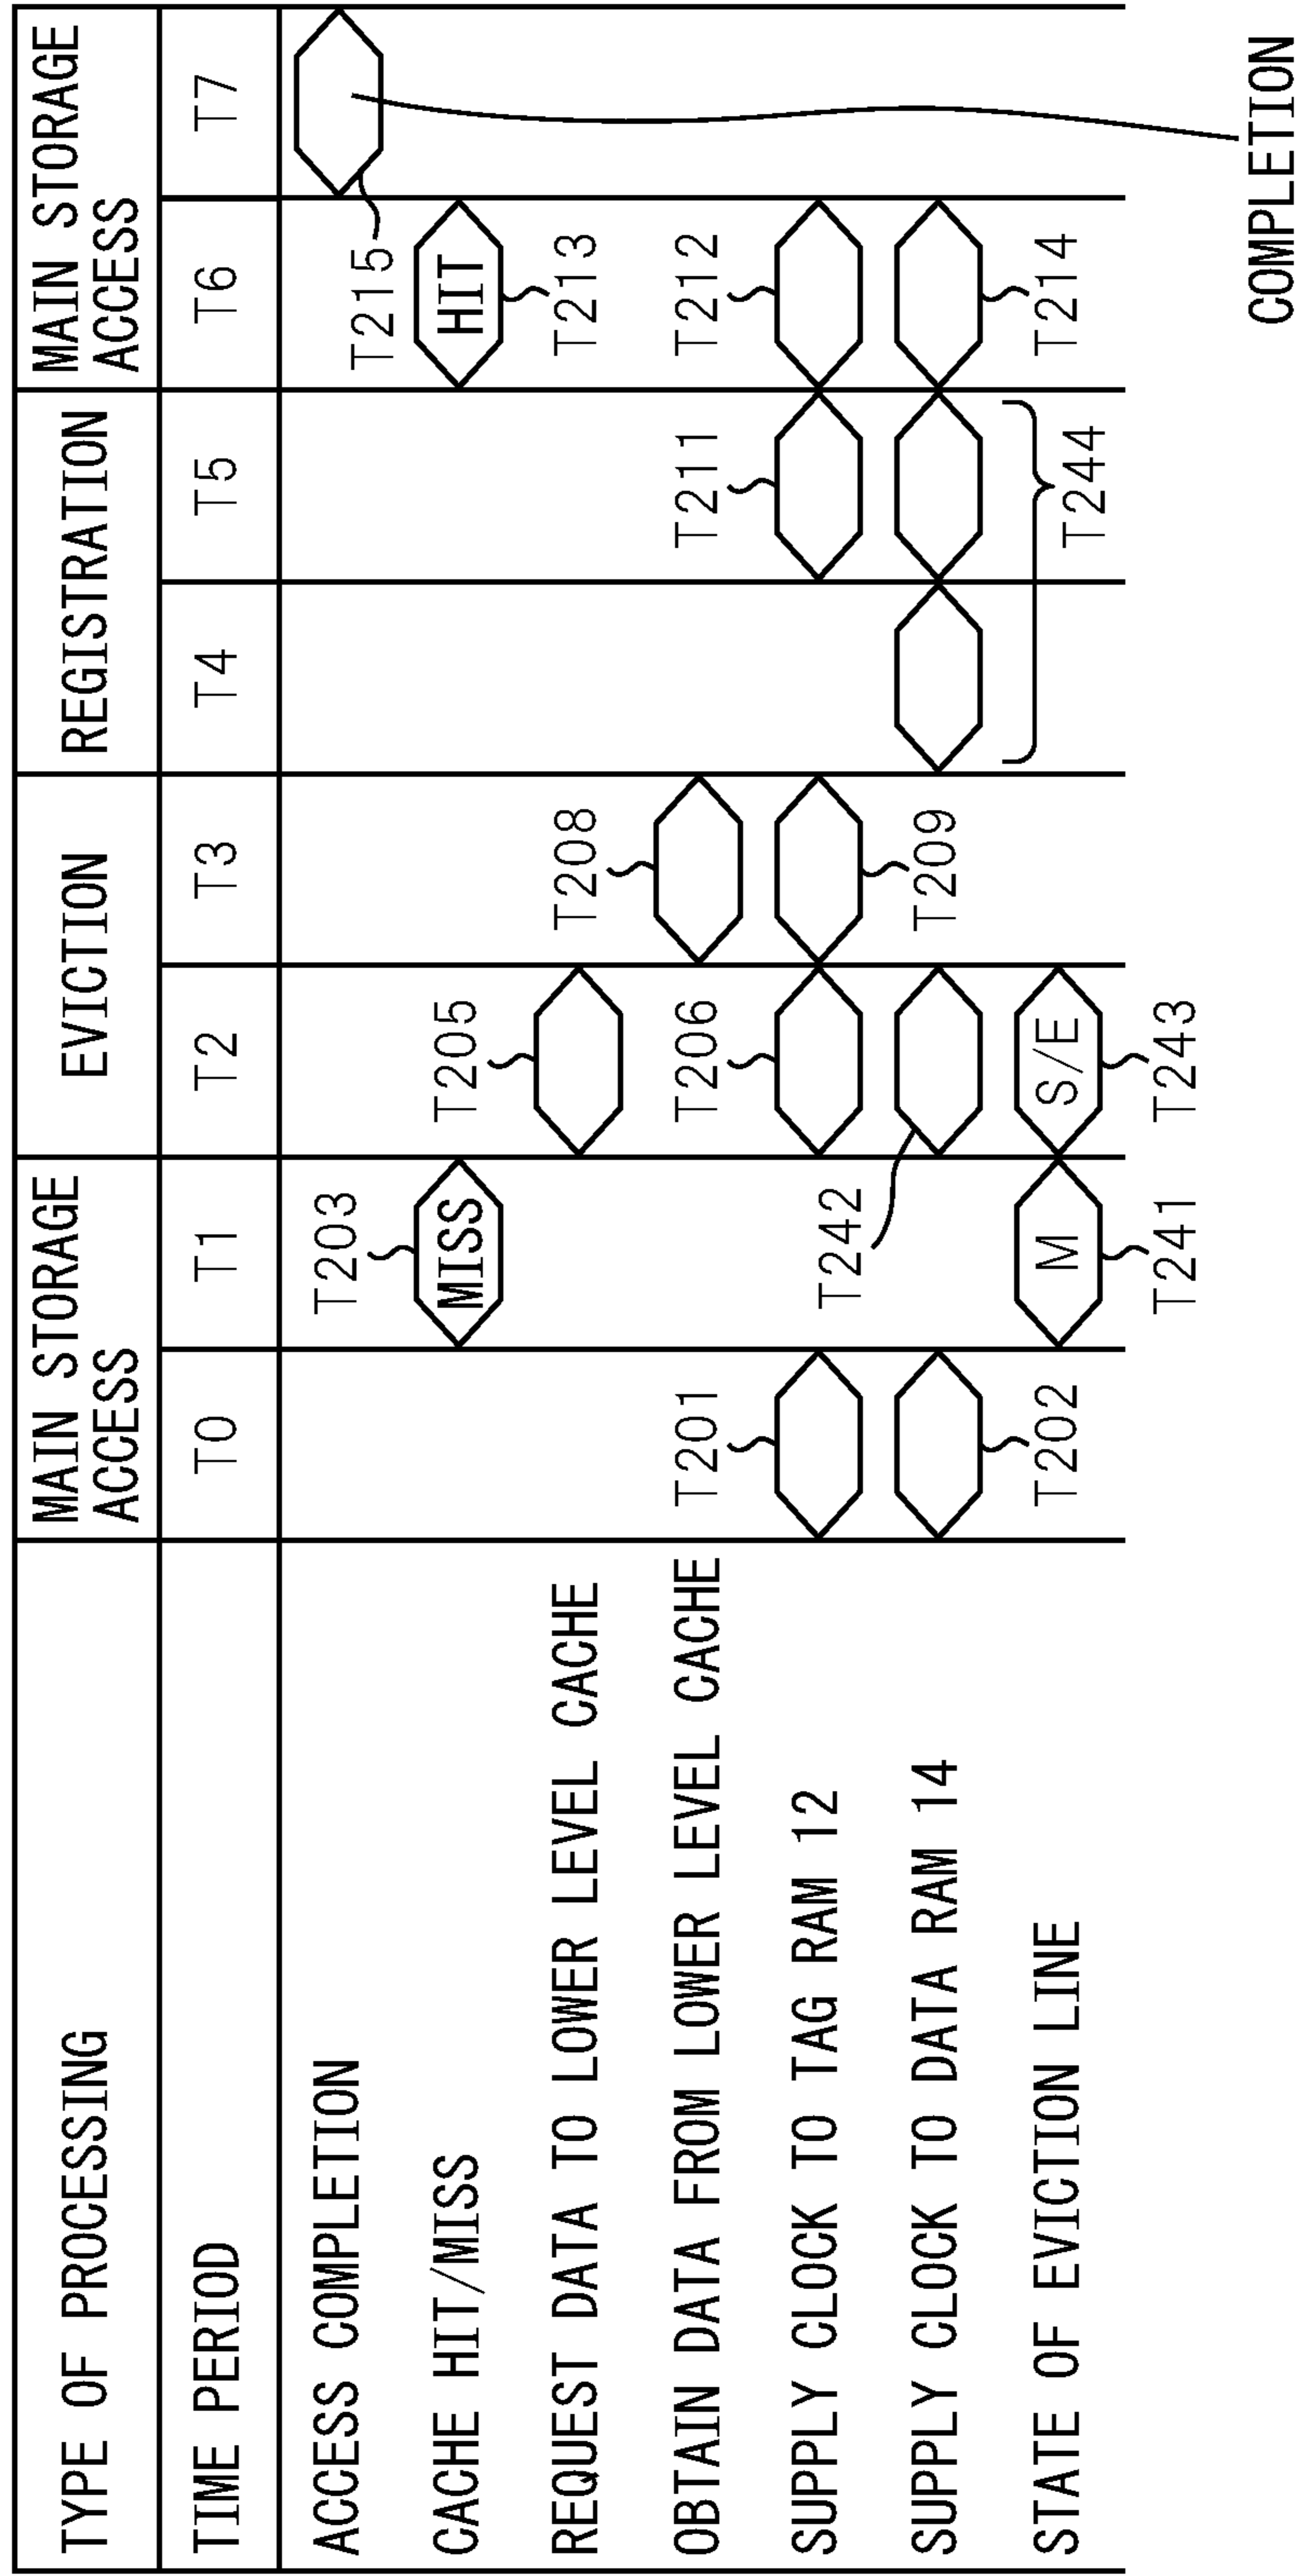 TYPE OF PROCESSING
MAIN STORAGE
ACCESS
EVICTION
REGISTRATION
MAIN STORAGE
ACCESS
TIME PERIOD
T0
T1
T2
T3
T4
T5
T6
T7
ACCESS COMPLETION
T203
T215
CACHE HIT/MISS
MISS
T205
HIT
REQUEST DATA TO LOWER LEVEL CACHE
T208
T213
OBTAIN DATA FROM LOWER LEVEL CACHE
T201
T206
T211
T212
SUPPLY CLOCK TO TAG RAM 12
T242
SUPPLY CLOCK TO DATA RAM 14
T209
STATE OF EVICTION LINE
T202
M
S/E
T244
T214
T241
T243
COMPLETION